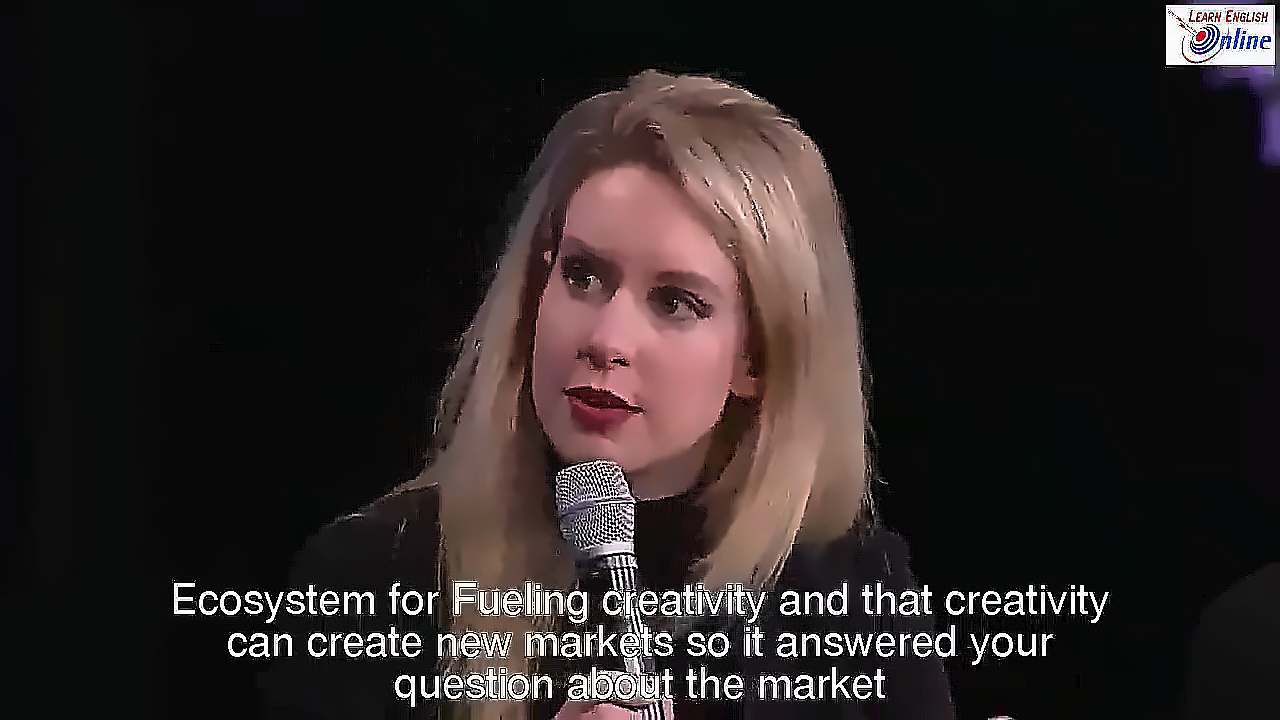 LEARN ENGLISH
Online
Ecosystem for Fueling creativity and that creativity
can create new markets so it answered your
question about the market